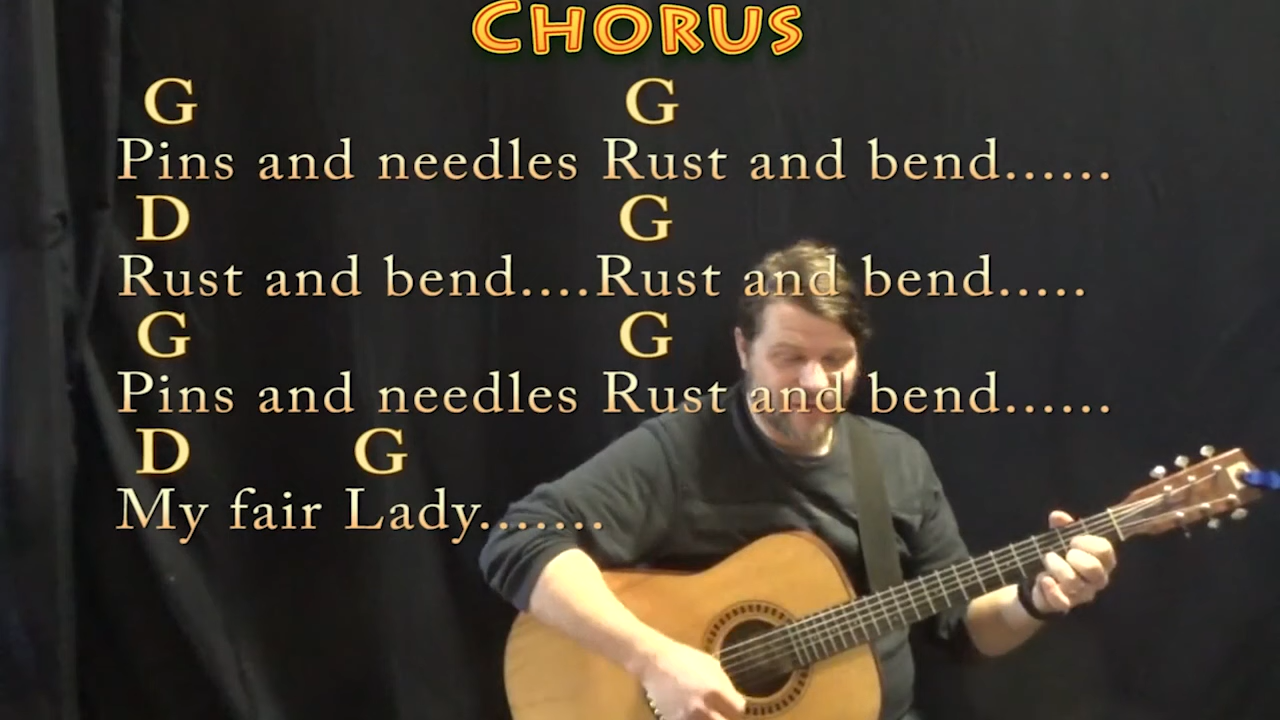 CHORUS
G G
Pins and needles Rust and bend......
D G
Rust and bend....Rust and bend.....
G G
Pins and needles Rust and bend......
D G
My fair Lady.......